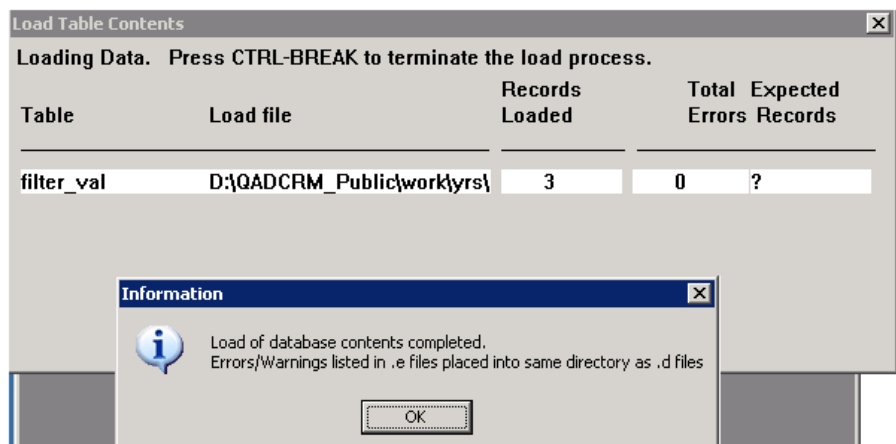 Load Table Contents
Loading Data. Press CTRL-BREAK to terminate the load process.
Records Total Expected
Table Load file Loaded Errors Records
filter_val D:\QADCRM_Public\work\yrs\ 3 0 ?
Information
Load of database contents completed.
Errors/Warnings listed in .e files placed into same directory as .d files
OK